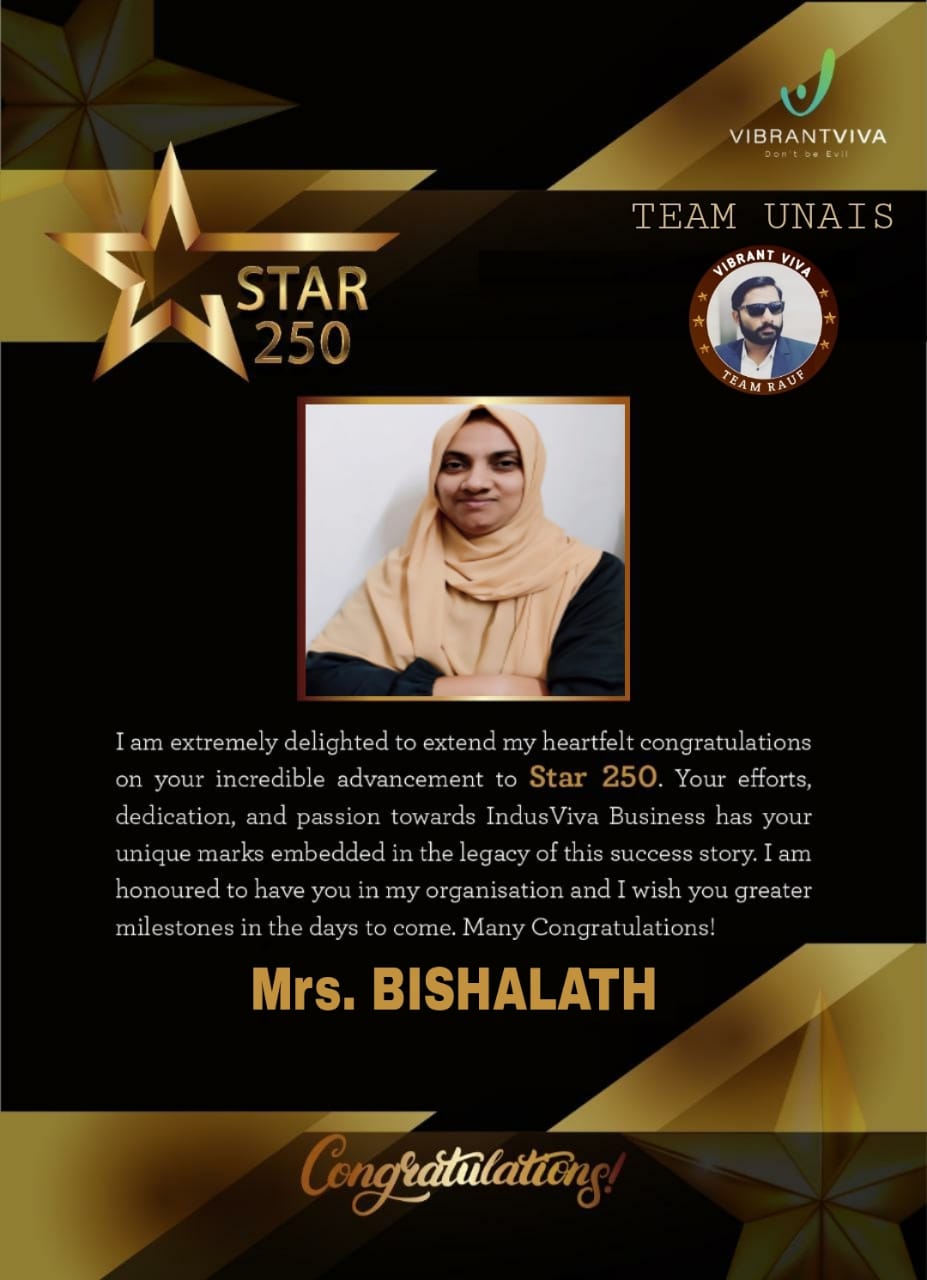 VIBRANTVIVA
Don't be Evil
TEAM UNAIS
STAR
250
VIBRANT VIVA
TEAM RAUF
I am extremely delighted to extend my heartfelt congratulations
on your incredible advancement to Star 250. Your efforts,
dedication, and passion towards IndusViva Business has your
unique marks embedded in the legacy of this success story. I am
honoured to have you in my organisation and I wish you greater
milestones in the days to come. Many Congratulations!
Mrs. BISHALATH
Congratulations!